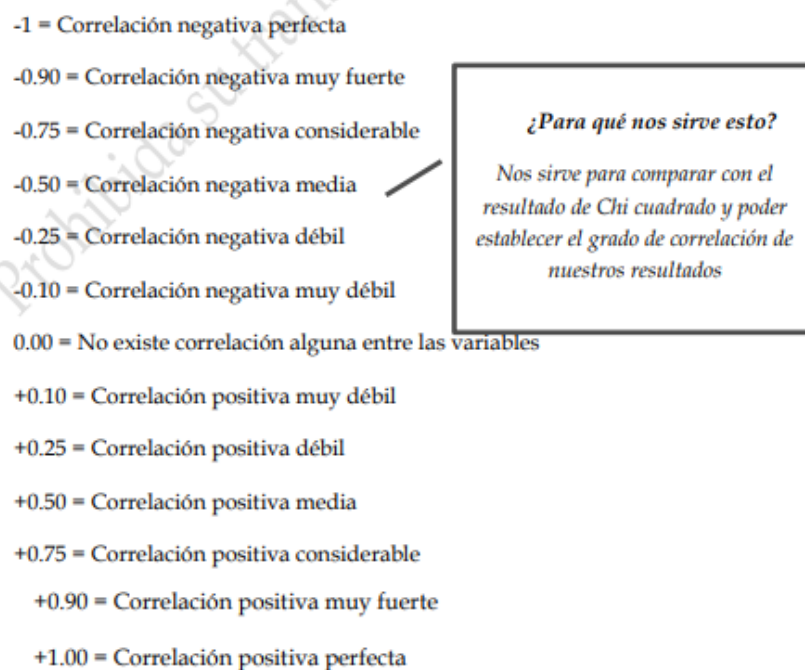 -1 = Correlación negativa perfecta
-0.90 = Correlación negativa muy fuerte
-0.75 = Correlación negativa considerable
-0.50 = Correlación negativa media
-0.25 = Correlación negativa débil
-0.10 = Correlación negativa muy débil
0.00 = No existe correlación alguna entre las variables
+0.10 = Correlación positiva muy débil
+0.25 = Correlación positiva débil
+0.50 = Correlación positiva media
+0.75 = Correlación positiva considerable
+0.90 = Correlación positiva muy fuerte
+1.00 = Correlación positiva perfecta
¿Para qué nos sirve esto?
Nos sirve para comparar con el
resultado de Chi cuadrado y poder
establecer el grado de correlación de
nuestros resultados
Prohibida su